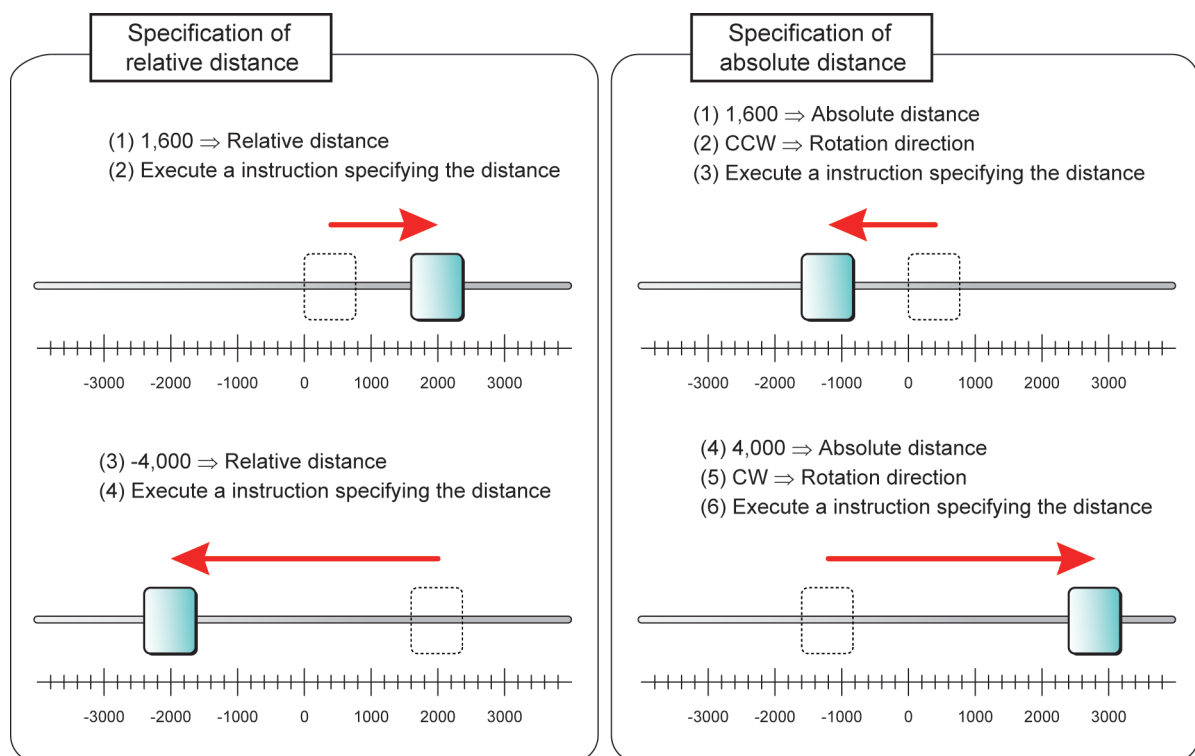 Specification of
relative distance
(1) 1,600 ⇒ Relative distance
(2) Execute a instruction specifying the distance
-3000 -2000 -1000 0 1000 2000 3000
(3) -4,000 ⇒ Relative distance
(4) Execute a instruction specifying the distance
-3000 -2000 -1000 0 1000 2000 3000
Specification of
absolute distance
(1) 1,600 ⇒ Absolute distance
(2) CCW ⇒ Rotation direction
(3) Execute a instruction specifying the distance
-3000 -2000 -1000 0 1000 2000 3000
(4) 4,000 ⇒ Absolute distance
(5) CW ⇒ Rotation direction
(6) Execute a instruction specifying the distance
-3000 -2000 -1000 0 1000 2000 3000